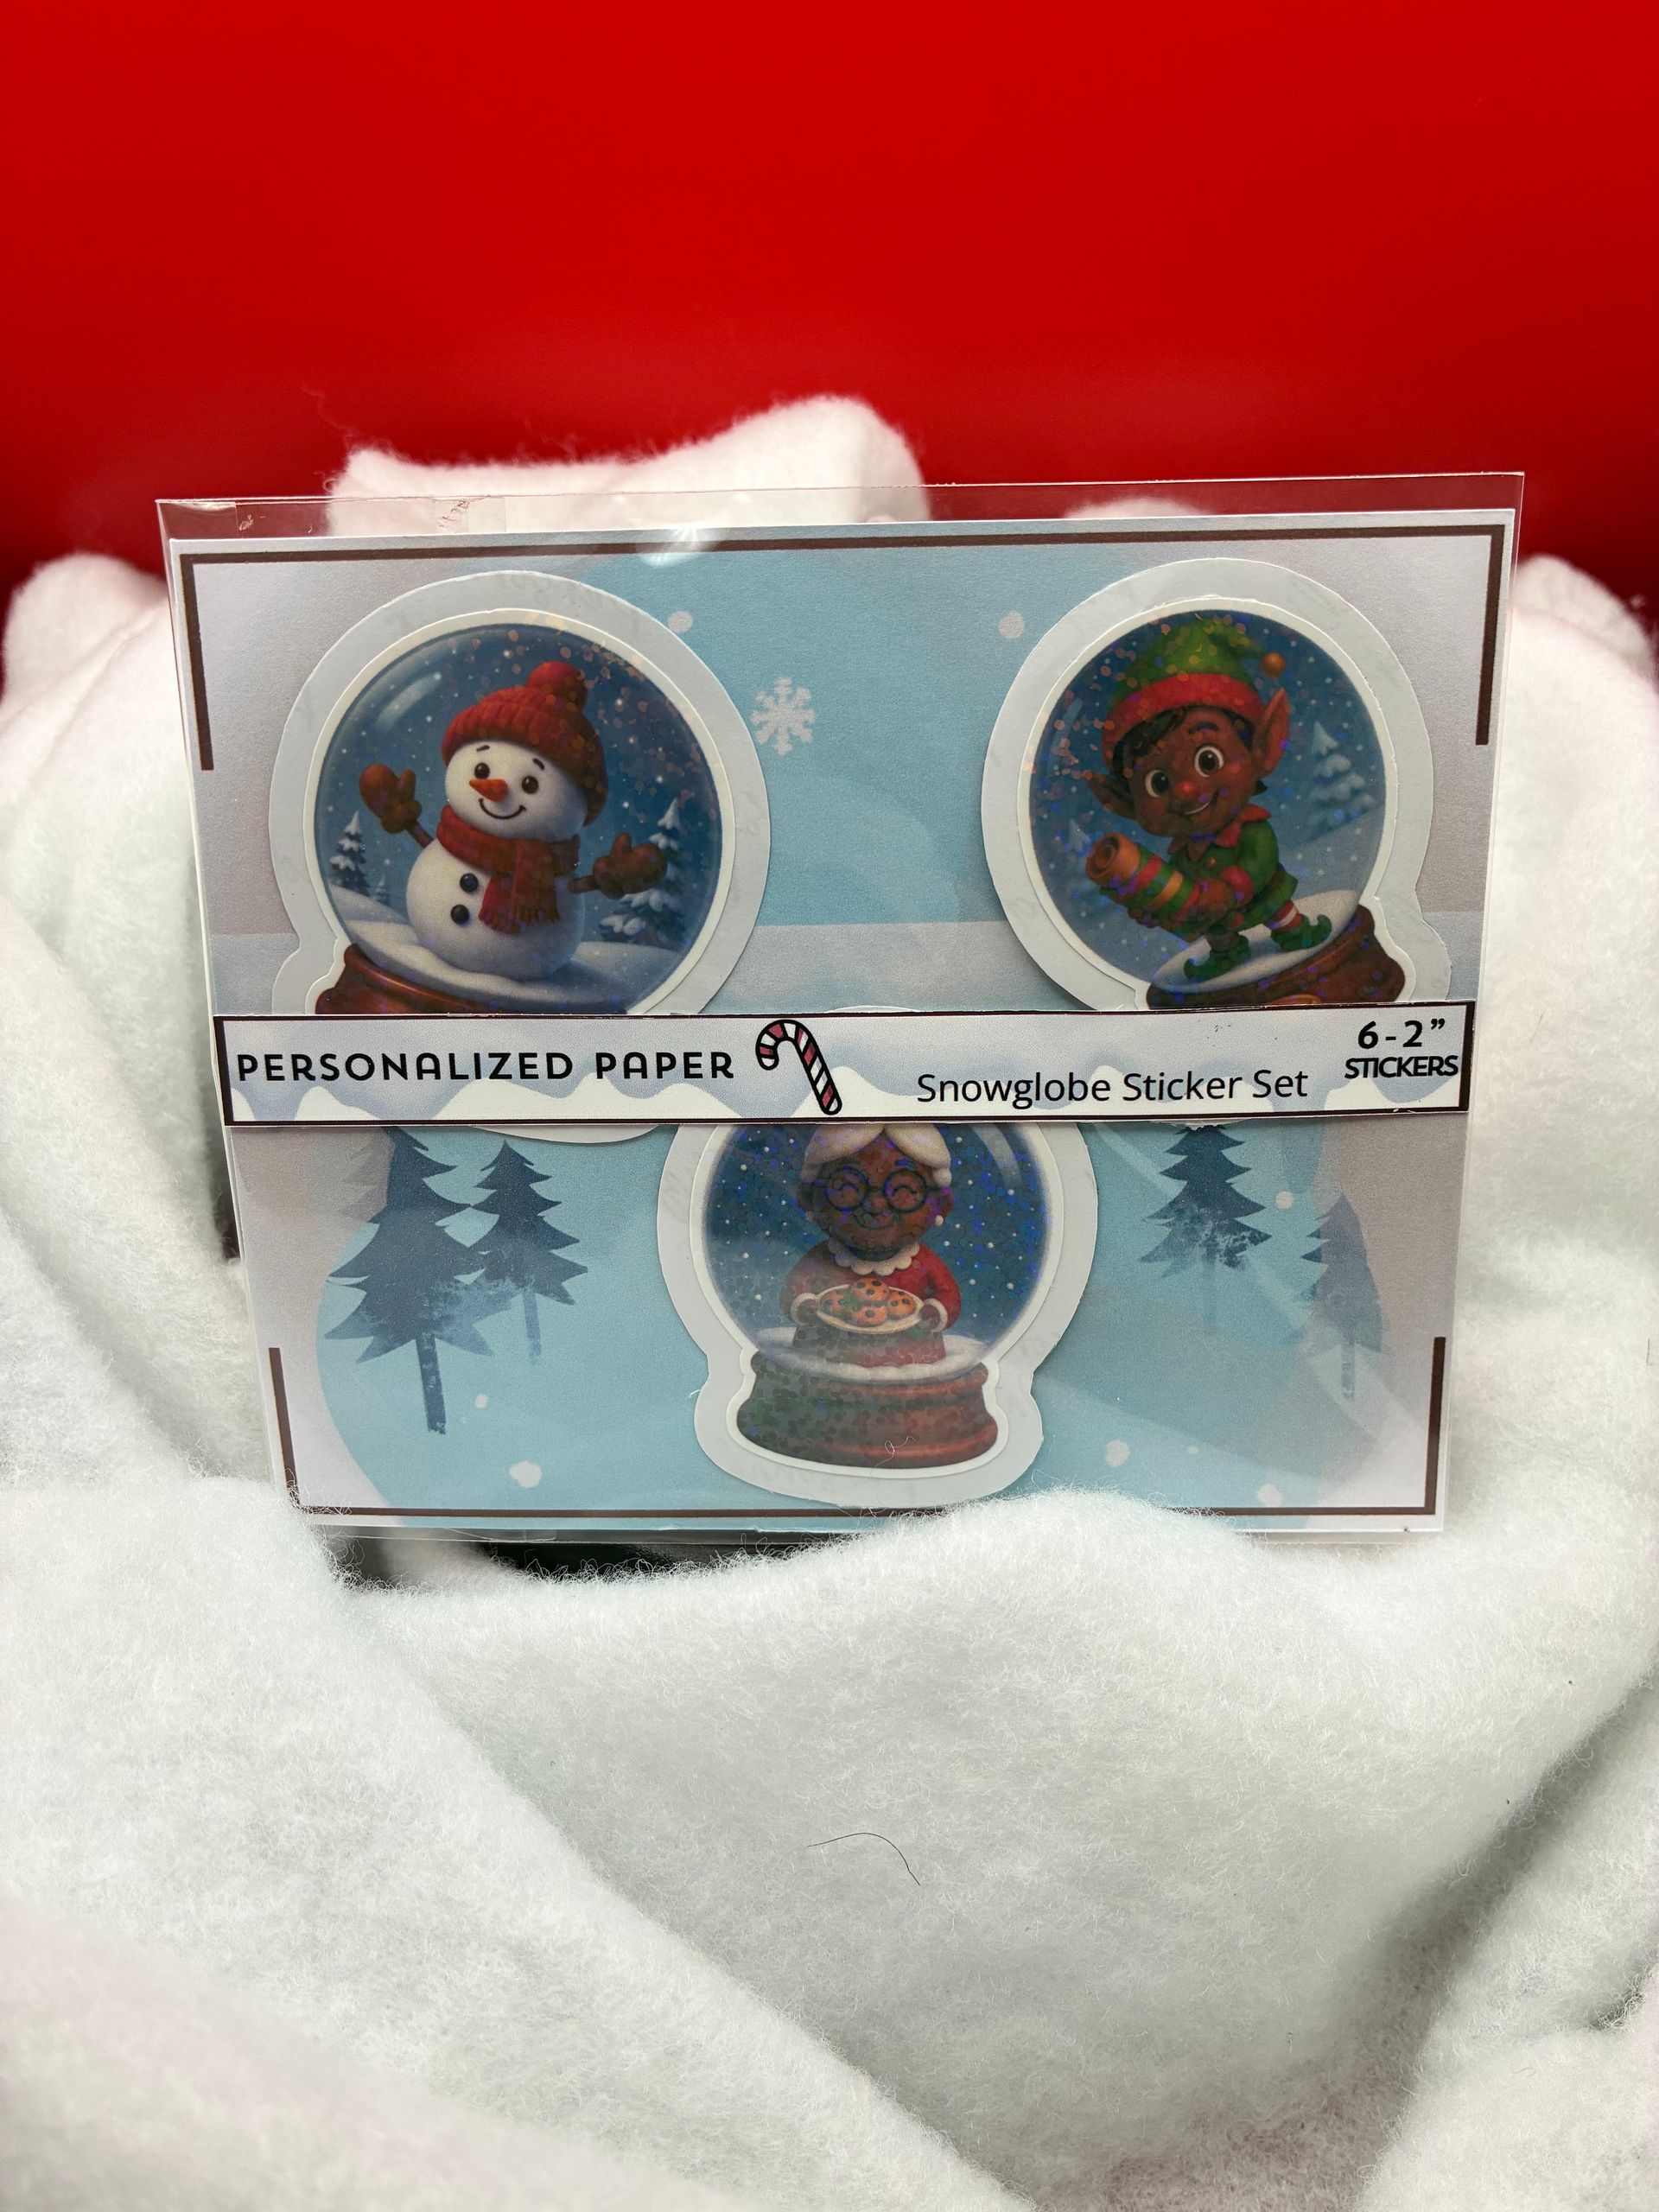 PERSONALIZED PAPER
Snowglobe Sticker Set
6-2”
STICKERS